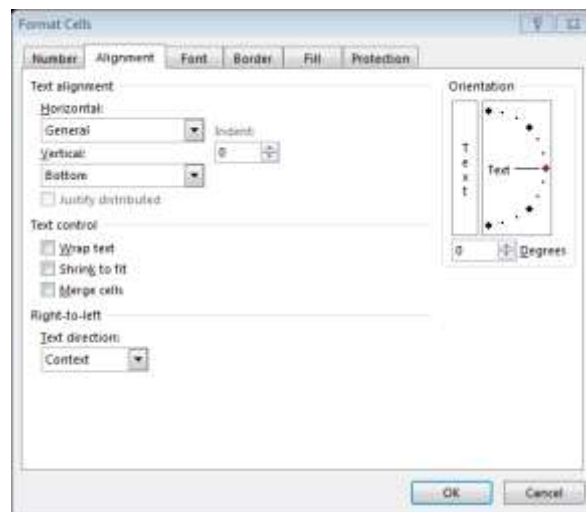 Format Cells
Number Alignment Font Border Fill Protection
Text alignment
Horizontal:
General
Indent:
Vertical:
0
Bottom
Justify distributed
Text control
Wrap text
Shrink to fit
Merge cells
Right-to-left
Text direction:
Context
Orientation
Text
Text
0 Degrees
OK Cancel